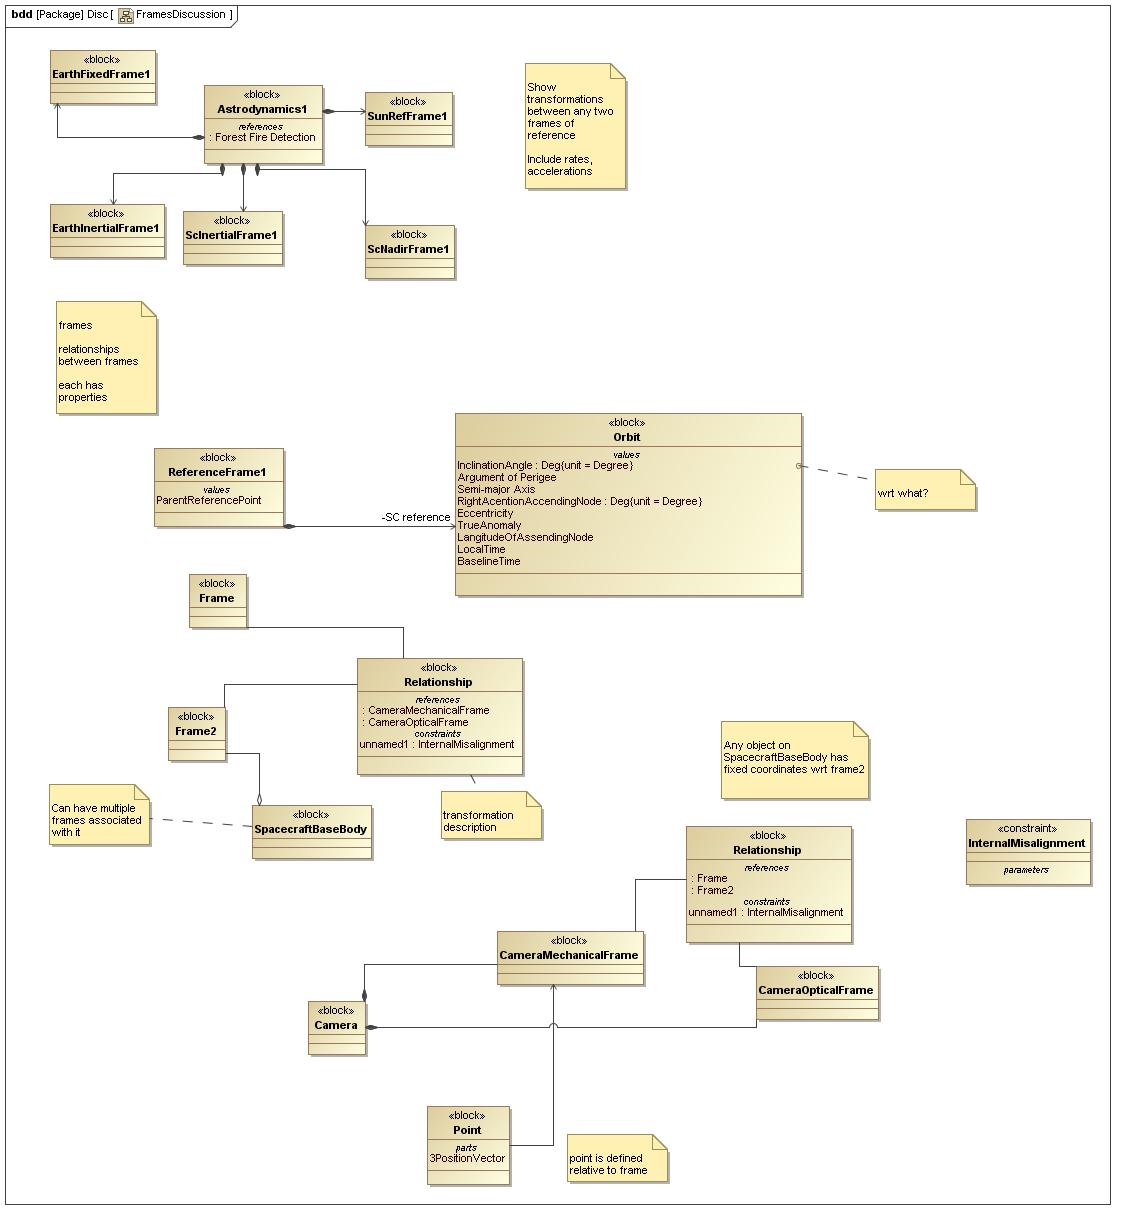 bdd [Package] Disc [ FramesDiscussion ]
«block»
EarthFixedFrame1
«block»
Astrodynamics1
references
: Forest Fire Detection
«block»
SunRefFrame1
Show
transformations
between any two
frames of
reference
Include rates,
accelerations
«block»
EarthInertialFrame1
«block»
ScInertialFrame1
«block»
ScNadirFrame1
frames
relationships
between frames
each has
properties
«block»
Orbit
values
InclinationAngle : Deg{unit = Degree}
Argument of Perigee
Semi-major Axis
RightAcentionAccendingNode : Deg{unit = Degree}
Eccentricity
TrueAnomaly
LangitudeOfAssendingNode
LocalTime
BaselineTime
«block»
ReferenceFrame1
values
ParentReferencePoint
-SC reference
wrt what?
«block»
Frame
«block»
Relationship
references
: CameraMechanicalFrame
: CameraOpticalFrame
constraints
unnamed1 : InternalMisalignment
«block»
Frame2
Any object on
SpacecraftBaseBody has
fixed coordinates wrt frame2
Can have multiple
frames associated
with it
«block»
SpacecraftBaseBody
transformation
description
«block»
Relationship
references
: Frame
: Frame2
constraints
unnamed1 : InternalMisalignment
«constraint»
InternalMisalignment
parameters
«block»
CameraMechanicalFrame
«block»
CameraOpticalFrame
«block»
Camera
«block»
Point
parts
3PositionVector
point is defined
relative to frame